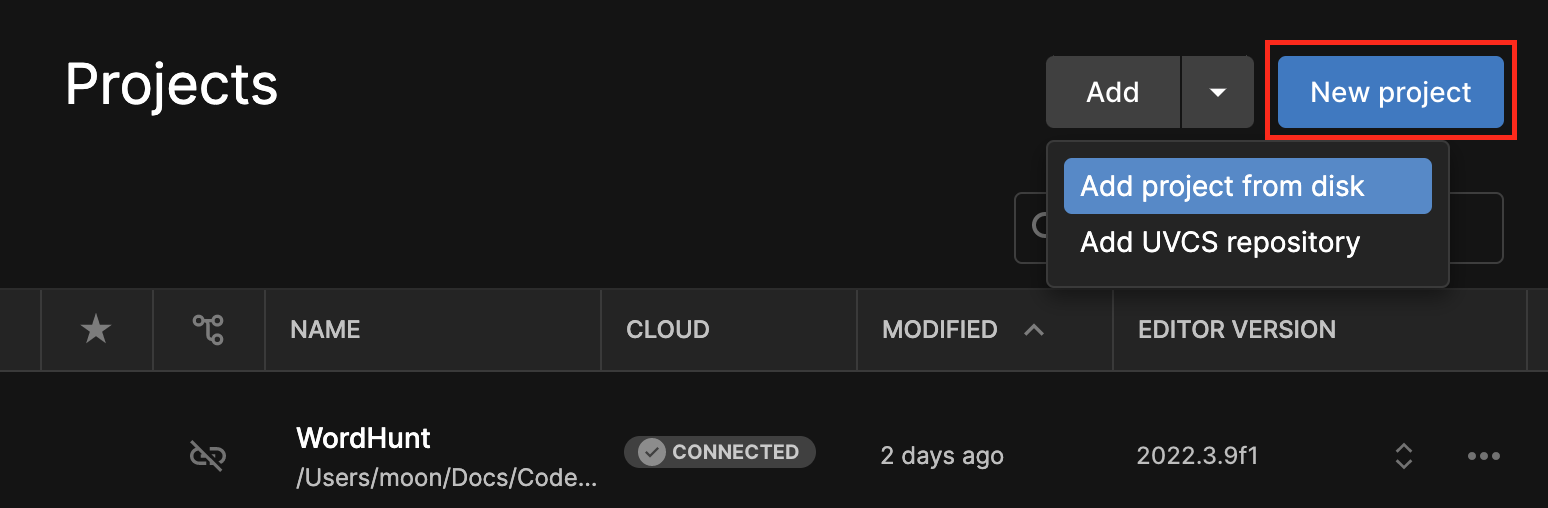 Projects
Add
New project
Add project from disk
Add UVCS repository
NAME CLOUD MODIFIED EDITOR VERSION
WordHunt
/Users/moon/Docs/Code...
CONNECTED
2 days ago
2022.3.9f1